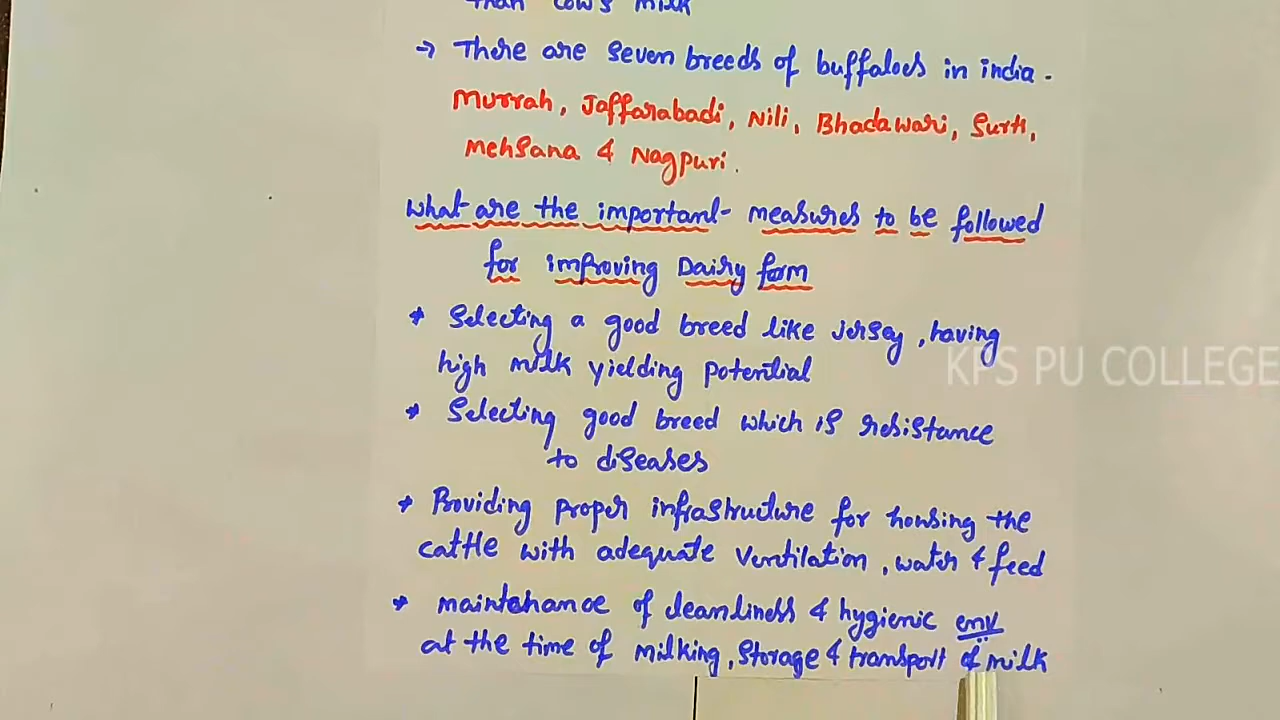 than cow's milk
→ There are seven breeds of buffaloes in india.
Murrah, Jaffarabadi, Nili, Bhadawari, Surti,
Mehsana & Nagpuri.
What are the important measures to be followed
for improving Dairy farm
* Selecting a good breed like jersey, having
high milk yielding potential
* Selecting good breed which is resistance
to diseases
* Providing proper infrastructure for housing the
cattle with adequate ventilation, water & feed
* maintenance of cleanliness & hygienic env
at the time of milking, storage & transport of milk
KPS PU COLLEGE